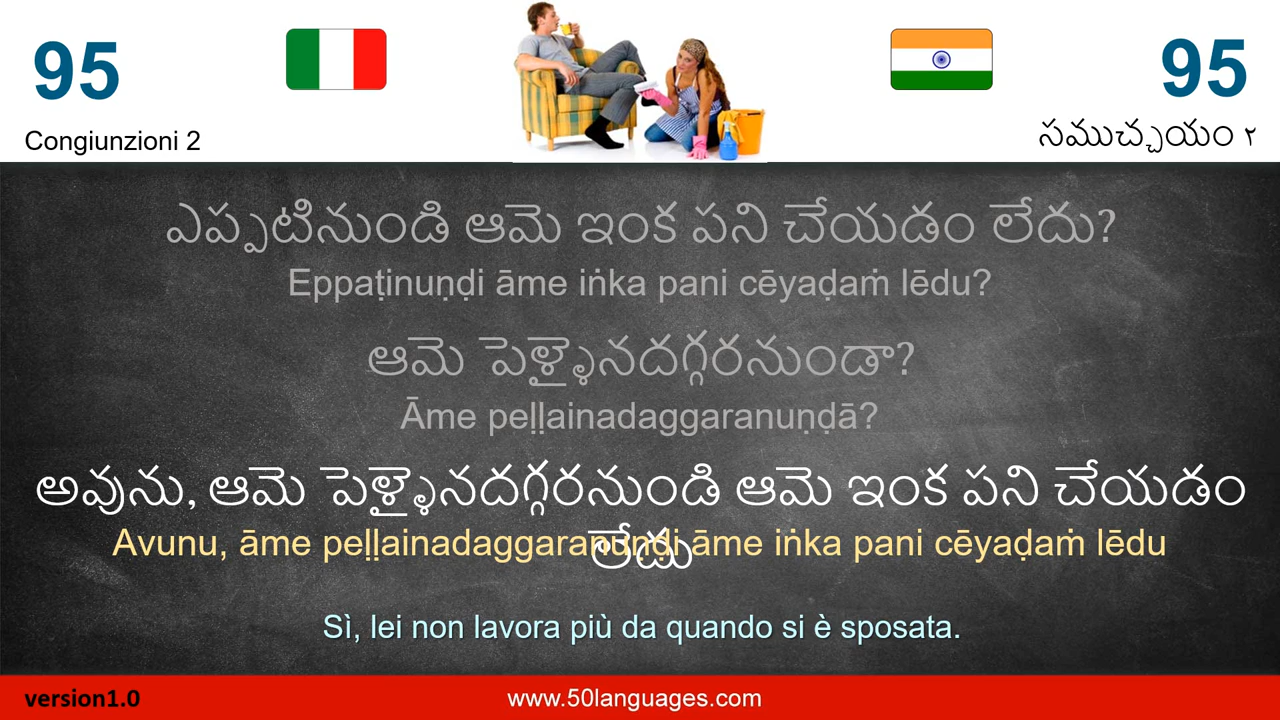 95
95
Congiunzioni 2
సముచ్చయం ౨
ఎప్పటినుండి ఆమె ఇంక పని చేయడం లేదు?
Eppaṭinuṇḍi āme iṅka pani cēyaḍaṁ lēdu?
ఆమె పెళ్ళైనదగ్గరనుండా?
Āme peḷḷainadaggaranuṇḍā?
అవును, ఆమె పెళ్ళైనదగ్గరనుండి ఆమె ఇంక పని చేయడం
లేదు
Avunu, āme peḷḷainadaggaranuṇḍi āme iṅka pani cēyaḍaṁ lēdu
Sì, lei non lavora più da quando si è sposata.
version1.0
www.50languages.com